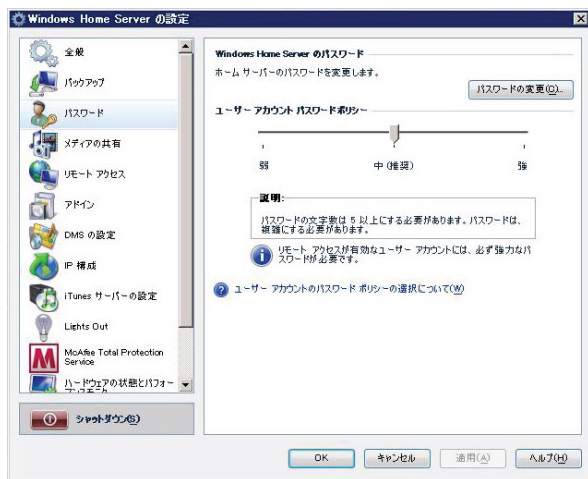 Windows Home Server の設定
全般
バックアップ
パスワード
メディアの共有
リモート アクセス
アドイン
DMS の設定
IP 構成
iTunes サーバーの設定
Lights Out
McAfee Total Protection
Service
ハードウェアの状態とパフォー
マンスモニタ
シャットダウン(S)
Windows Home Server のパスワード
ホーム サーバーのパスワードを変更します。
パスワードの変更(C)...
ユーザー アカウント パスワード ポリシー
弱
中 (推奨)
強
説明:
パスワードの文字数は 5 以上にする必要があります。パスワードは、
複雑にする必要があります。
リモート アクセスが有効なユーザー アカウントには、必ず強力なパ
スワードが必要です。
ユーザー アカウントのパスワード ポリシーの選択について(W)
OK
キャンセル
適用(A)
ヘルプ(H)